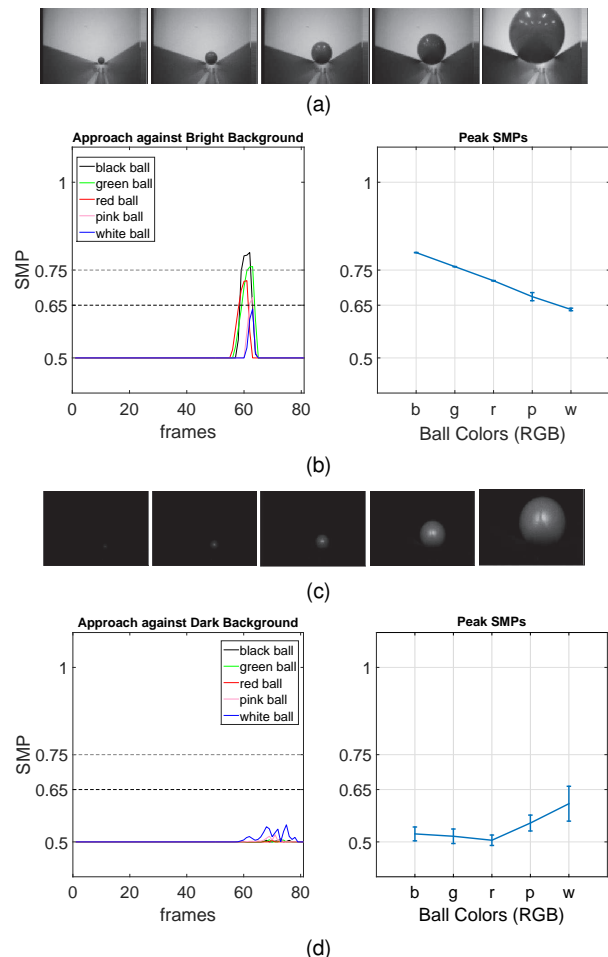 (a)
Approach against Bright Background
black ball
green ball
red ball
pink ball
white ball
1
0.75
0.65
0.5
SMP
0 20 40 60 80
frames
Peak SMPs
1
0.75
0.65
0.5
b g r p w
Ball Colors (RGB)
(b)
(c)
Approach against Dark Background
black ball
green ball
red ball
pink ball
white ball
1
0.75
0.65
0.5
SMP
0 20 40 60 80
frames
Peak SMPs
1
0.75
0.65
0.5
b g r p w
Ball Colors (RGB)
(d)